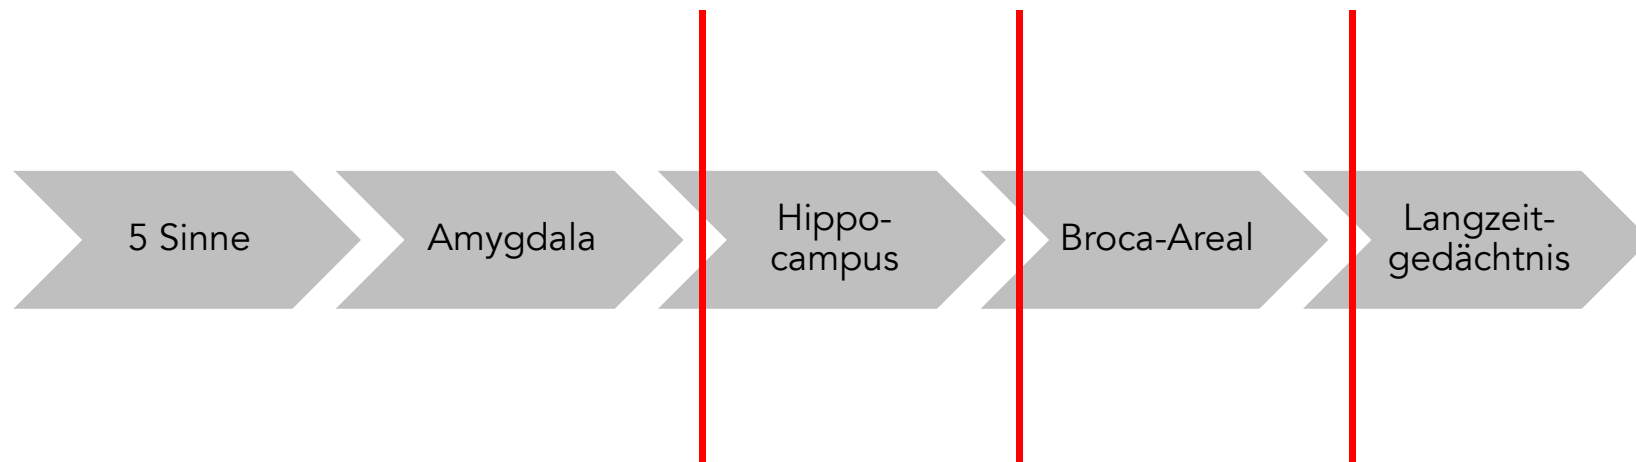 5 Sinne
Amygdala
Hippo-
campus
Broca-Areal
Langzeit-
gedächtnis